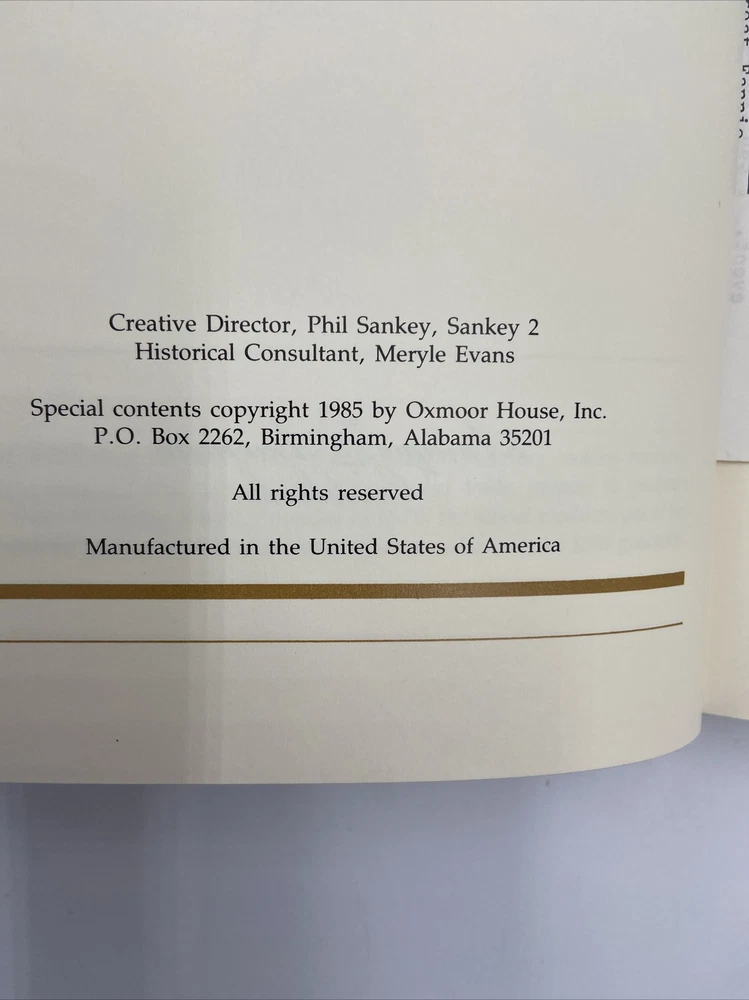 Creative Director, Phil Sankey, Sankey 2
Historical Consultant, Meryle Evans
Special contents copyright 1985 by Oxmoor House, Inc.
P.O. Box 2262, Birmingham, Alabama 35201
All rights reserved
Manufactured in the United States of America